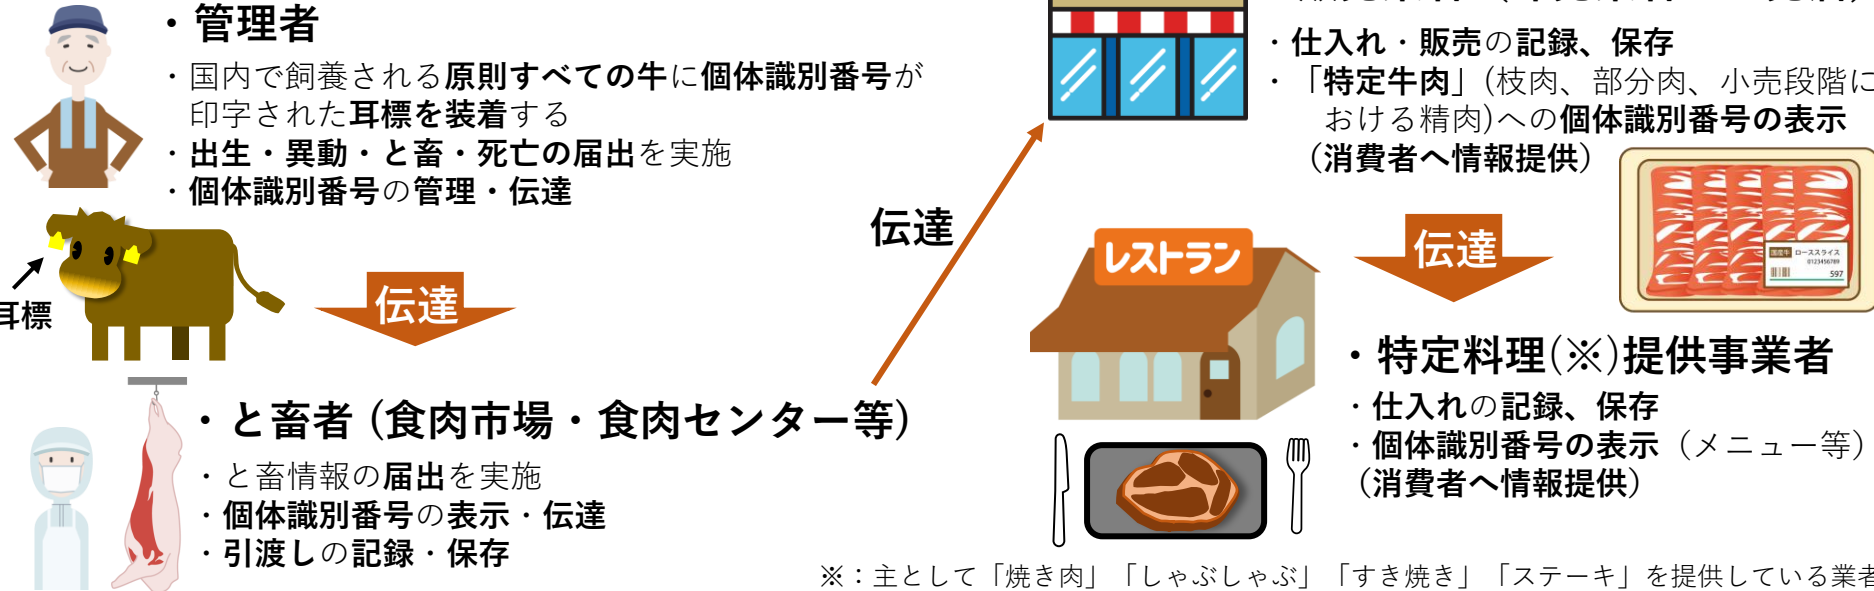 ・管理者
・国内で飼養される原則すべての牛に個体識別番号が
印字された耳標を装着する
・出生・異動・と畜・死亡の届出を実施
・個体識別番号の管理・伝達
耳標
伝達
・と畜者 (食肉市場・食肉センター等)
・と畜情報の届出を実施
・個体識別番号の表示・伝達
・引渡しの記録・保存
伝達
・仕入れ・販売の記録、保存
・「特定牛肉」(枝肉、部分肉、小売段階に
おける精肉)への個体識別番号の表示
（消費者へ情報提供）
国産牛 ローススライス
0123456789
597
レストラン
伝達
・特定料理(※)提供事業者
・仕入れの記録、保存
・個体識別番号の表示（メニュー等）
（消費者へ情報提供）
※：主として「焼き肉」「しゃぶしゃぶ」「すき焼き」「ステーキ」を提供している業者